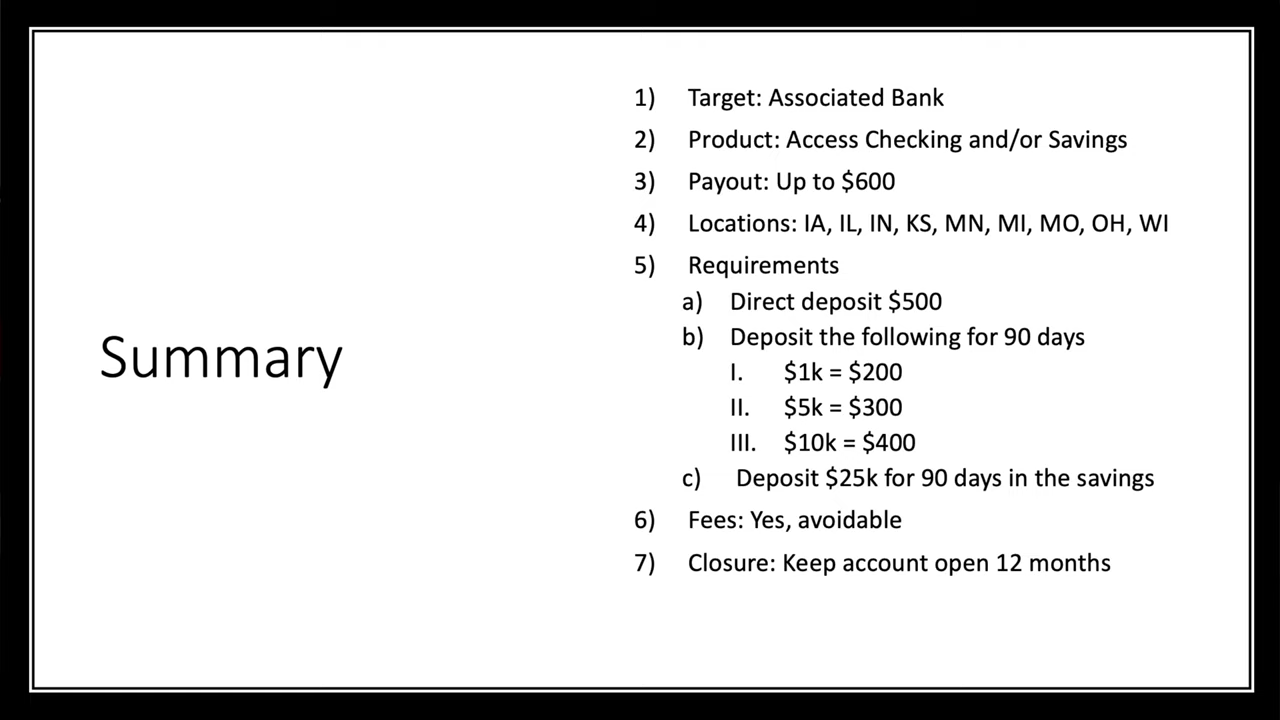 Summary
1) Target: Associated Bank
2) Product: Access Checking and/or Savings
3) Payout: Up to $600
4) Locations: IA, IL, IN, KS, MN, MI, MO, OH, WI
5) Requirements
a) Direct deposit $500
b) Deposit the following for 90 days
I. $1k = $200
II. $5k = $300
III. $10k = $400
c) Deposit $25k for 90 days in the savings
6) Fees: Yes, avoidable
7) Closure: Keep account open 12 months